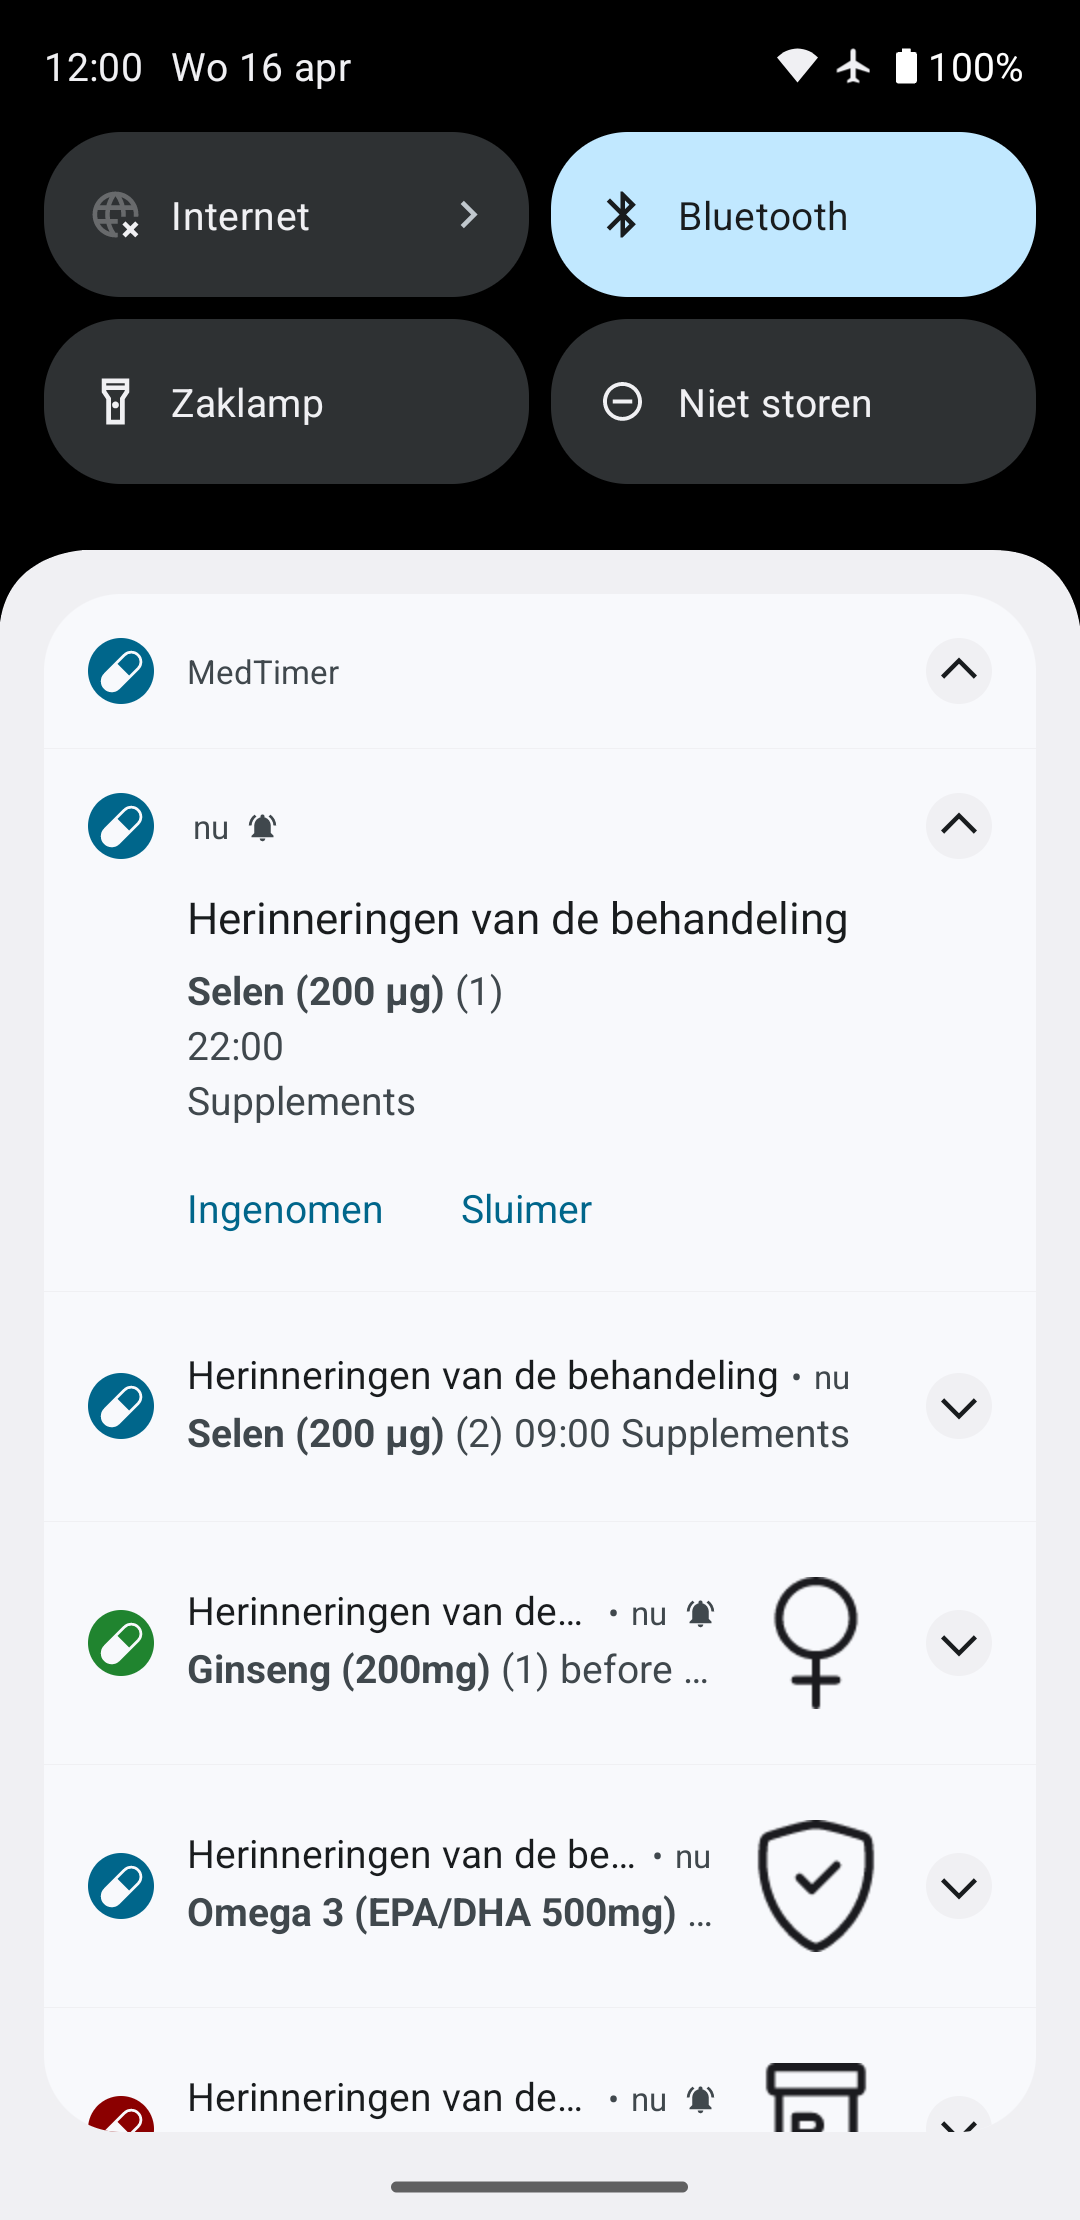 12:00 Wo 16 apr 100%
Internet Bluetooth
Zaklamp Niet storen
MedTimer
nu
Herinneringen van de behandeling
Selen (200 µg) (1)
22:00
Supplements
Ingenomen Sluimer
Herinneringen van de behandeling • nu
Selen (200 µg) (2) 09:00 Supplements
Herinneringen van de… • nu
Ginseng (200mg) (1) before …
Herinneringen van de be… • nu
Omega 3 (EPA/DHA 500mg) …
Herinneringen van de… • nu